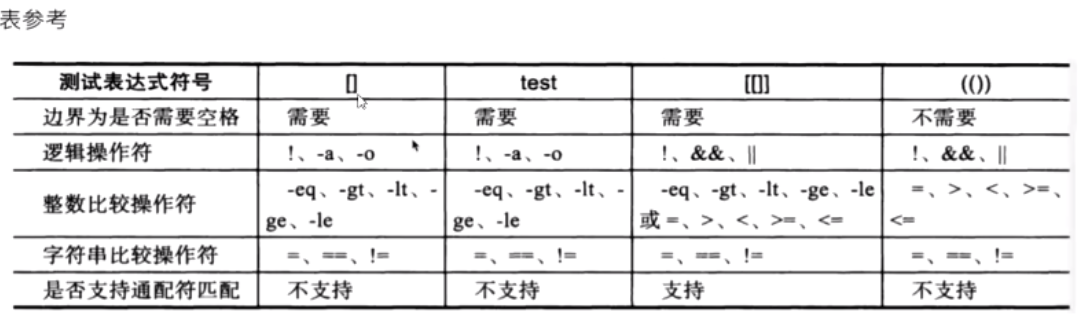 表参考
测试表达式符号 [] test [[]] (())
边界为是否需要空格 需要 需要 需要 不需要
逻辑操作符 !、-a、-o !、-a、-o !、&&、|| !、&&、||
整数比较操作符 -eq、-gt、-lt、- -eq、-gt、-lt、- -eq、-gt、-lt、-ge、-le =、>、<、>=、
ge、-le ge、-le 或 =、>、<、>=、<= <=
字符串比较操作符 =、==、!= =、==、!= =、==、!= =、==、!=
是否支持通配符匹配 不支持 不支持 支持 不支持